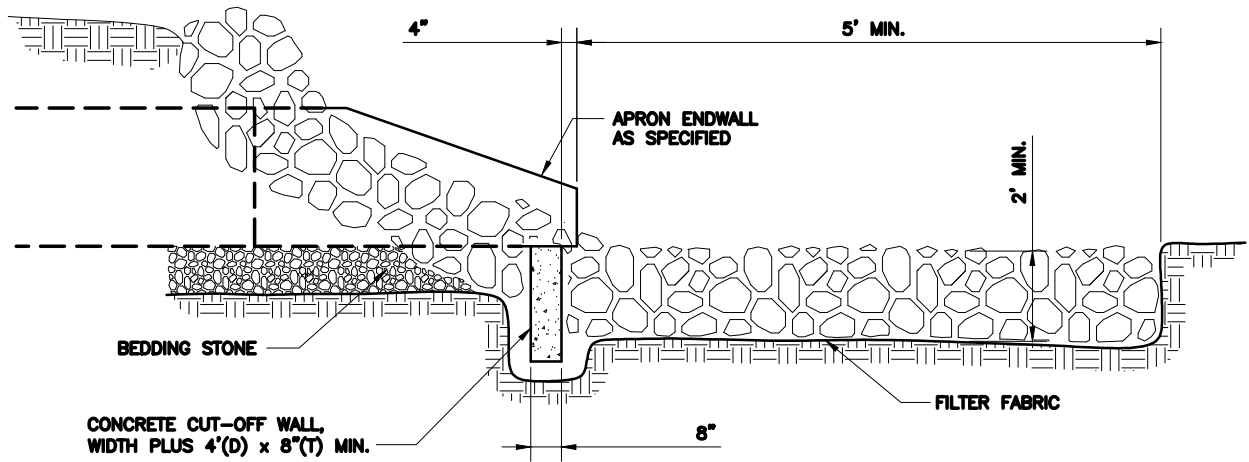 4"
5' MIN.
APRON ENDWALL
AS SPECIFIED
2' MIN.
BEDDING STONE
FILTER FABRIC
CONCRETE CUT-OFF WALL,
WIDTH PLUS 4'(D) x 8"(T) MIN.
8"